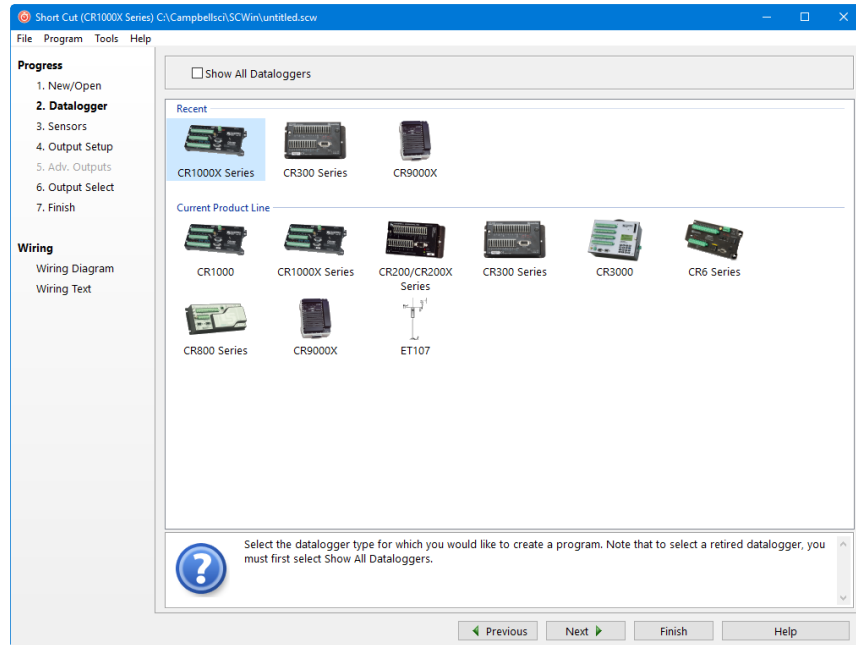 Short Cut (CR1000X Series) C:\Campbellsci\SCWin\untitled.scw
File Program Tools Help
Progress
1. New/Open
2. Datalogger
3. Sensors
4. Output Setup
5. Adv. Outputs
6. Output Select
7. Finish
Wiring
Wiring Diagram
Wiring Text
Show All Dataloggers
Recent
CR1000X Series CR300 Series CR9000X
Current Product Line
CR1000 CR1000X Series CR200/CR200X Series CR300 Series CR3000 CR6 Series
CR800 Series CR9000X ET107
Select the datalogger type for which you would like to create a program. Note that to select a retired datalogger, you
must first select Show All Dataloggers.
Previous Next Finish Help